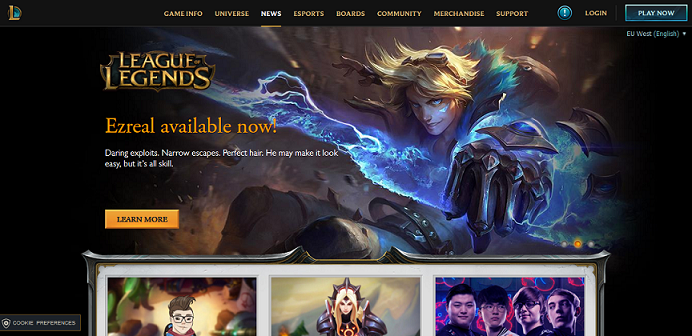 GAME INFO UNIVERSE NEWS ESPORTS BOARDS COMMUNITY MERCHANDISE SUPPORT LOGIN PLAY NOW
EU West (English)
LEAGUE OF
LEGENDS
Ezreal available now!
Daring exploits. Narrow escapes. Perfect hair. He may make it look
easy, but it's all skill.
LEARN MORE
COOKIE PREFERENCES